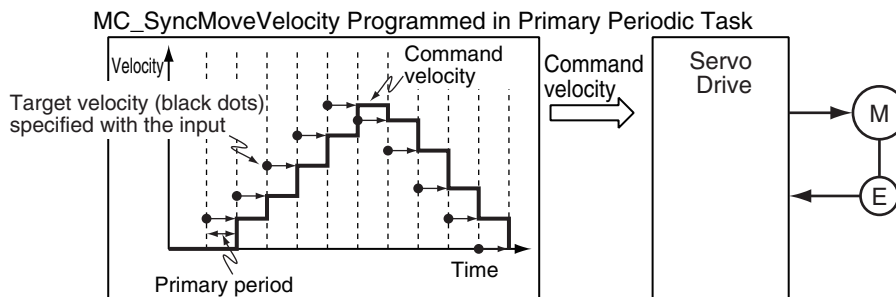 MC_SyncMoveVelocity Programmed in Primary Periodic Task
Velocity
Command
velocity
Target velocity (black dots)
specified with the input
Primary period
Time
Command
velocity
Servo
Drive
M
E